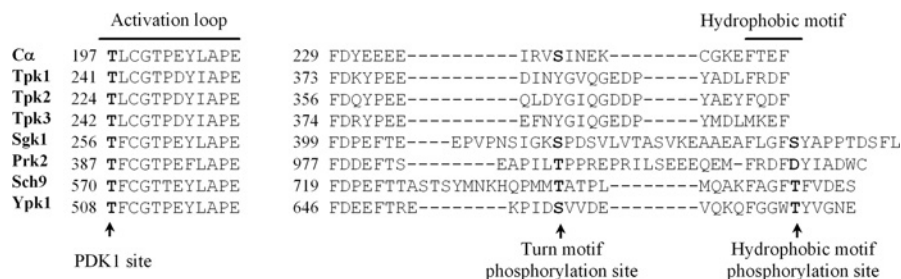 Activation loop Hydrophobic motif
Cα 197 TLCGTPEYLAPE 229 FDYEEEE----------IRVSINEK------CGKEFTEF
Tpk1 241 TLCGTPDYIAPE 373 FDKYPEE----------DINYGVQGEDP-----YADLFRDF
Tpk2 224 TLCGTPDYIAPE 356 FDQYPEE----------QLDYGIQGDDP-----YAEYFQDF
Tpk3 242 TLCGTPDYIAPE 374 FDRYPEE----------EFNYGIQGEDP-----YMDLMKEF
Sgk1 256 TFCGTPEYLAPE 399 FDPEFTE----EPVPNSIGKSPDSVLVTASVKEAAEAFLGFSYAPPTDSFL
Prk2 387 TFCGTPEFLAPE 977 FDDEFTS--------EAPILTPPREPRILSEEEQEM-FRDFDYIADWC
Sch9 570 TFCGTTEYLAPE 719 FDPEFTTASTSYMNKHQPMMTATPL-------MQAKFAGFTFVDES
Ypk1 508 TFCGTPEYLAPE 646 FDEEFTRE-------KPIDSVVDE------VQKQFGGWTYVGNE
PDK1 site Turn motif phosphorylation site Hydrophobic motif phosphorylation site